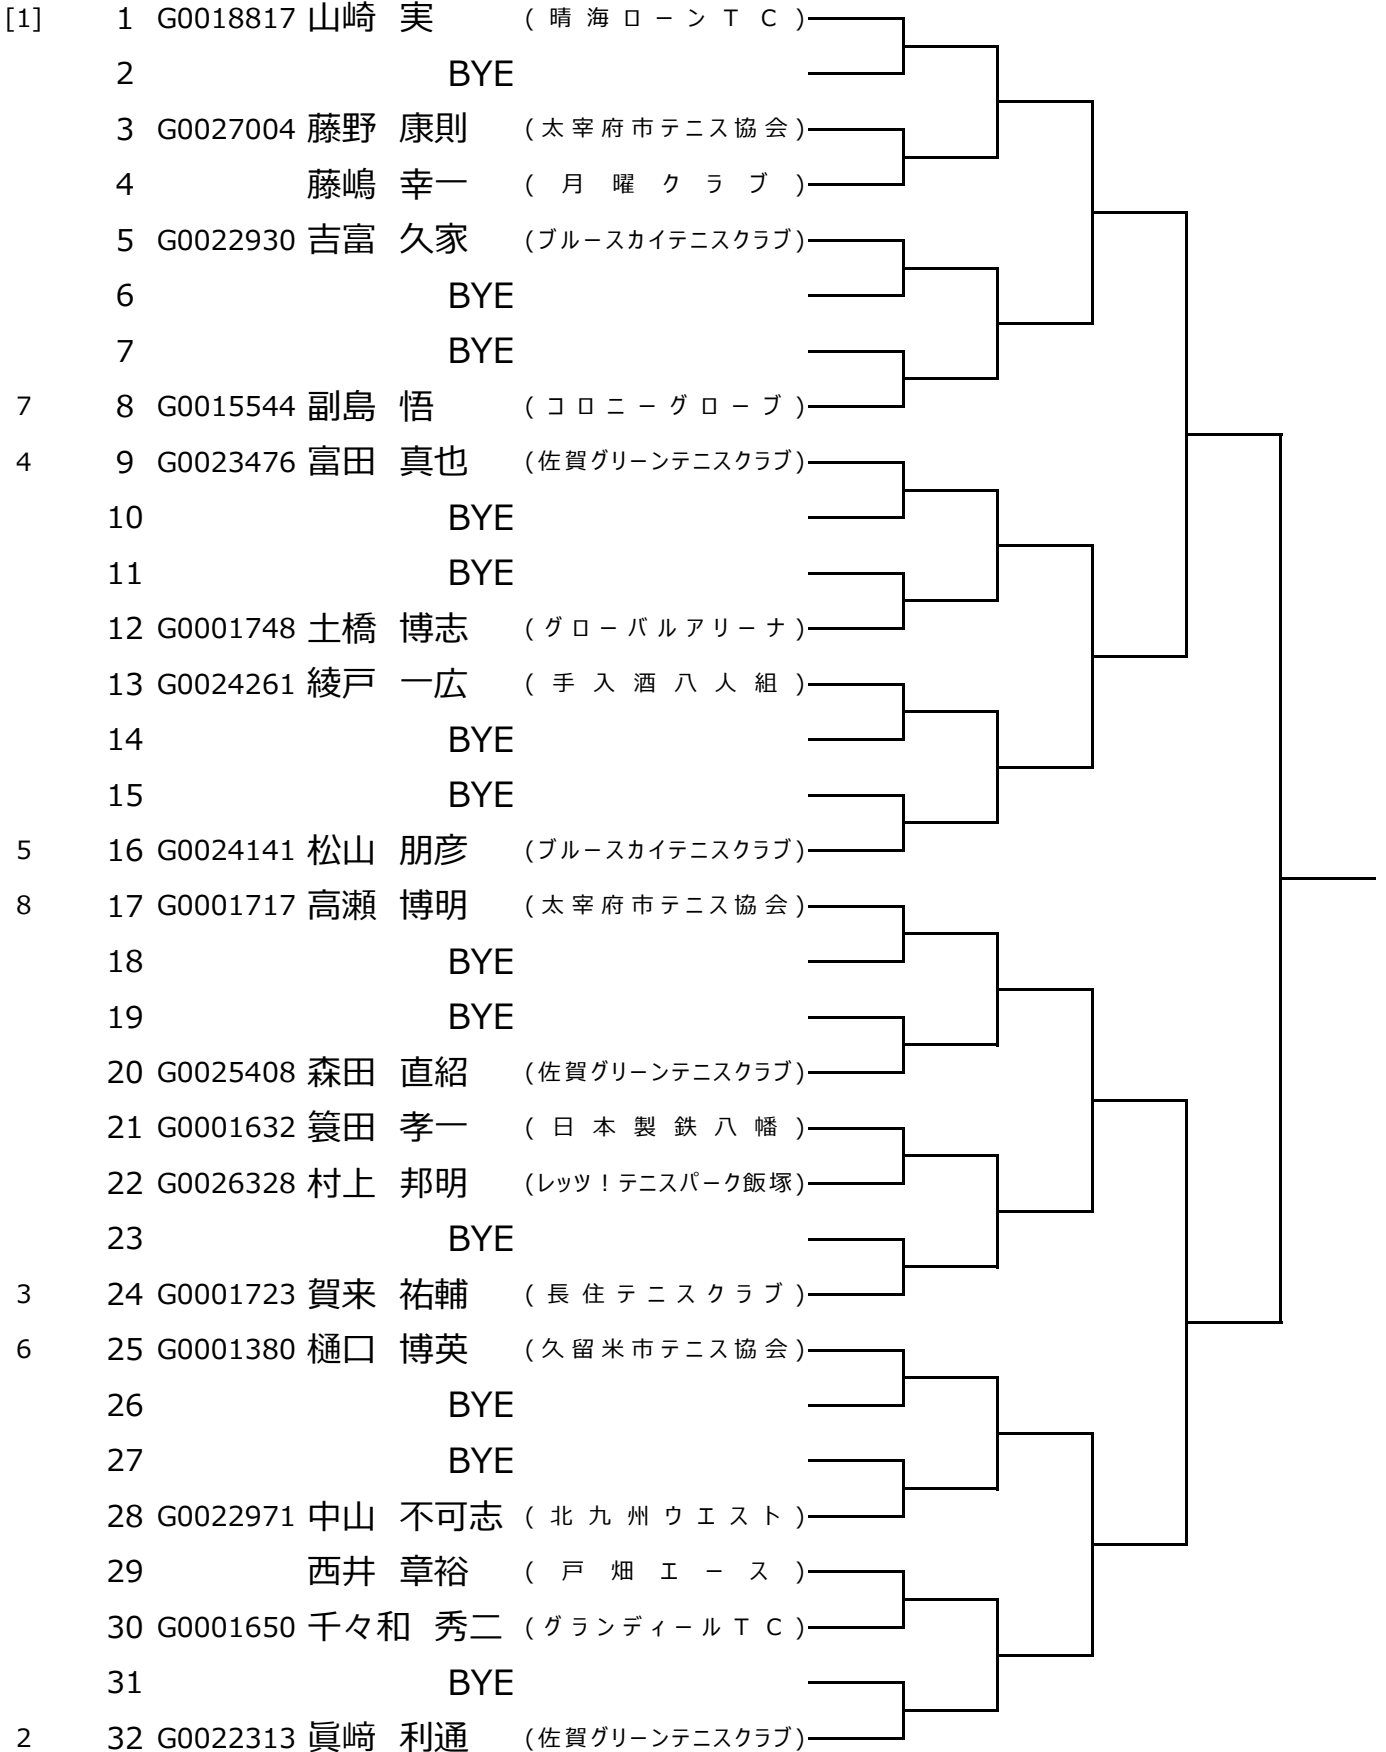 [1] 1 G0018817 山崎 実 (晴海ローンTC)
2 BYE
3 G0027004 藤野 康則 (太宰府市テニス協会)
4 藤嶋 幸一 (月曜クラブ)
5 G0022930 吉富 久家 (ブルースカイテニスクラブ)
6 BYE
7 BYE
7 8 G0015544 副島 悟 (コロニーグローブ)
4 9 G0023476 富田 真也 (佐賀グリーンテニスクラブ)
10 BYE
11 BYE
12 G0001748 土橋 博志 (グローバルアリーナ)
13 G0024261 綾戸 一広 (手入酒八人組)
14 BYE
15 BYE
5 16 G0024141 松山 朋彦 (ブルースカイテニスクラブ)
8 17 G0001717 高瀬 博明 (太宰府市テニス協会)
18 BYE
19 BYE
20 G0025408 森田 直紹 (佐賀グリーンテニスクラブ)
21 G0001632 簑田 孝一 (日本製鉄八幡)
22 G0026328 村上 邦明 (レッツ！テニスパーク飯塚)
23 BYE
3 24 G0001723 賀来 祐輔 (長住テニスクラブ)
6 25 G0001380 樋口 博英 (久留米市テニス協会)
26 BYE
27 BYE
28 G0022971 中山 不可志 (北九州ウエスト)
29 西井 章裕 (戸畑エース)
30 G0001650 千々和 秀二 (グランディールTC)
31 BYE
2 32 G0022313 眞﨑 利通 (佐賀グリーンテニスクラブ)